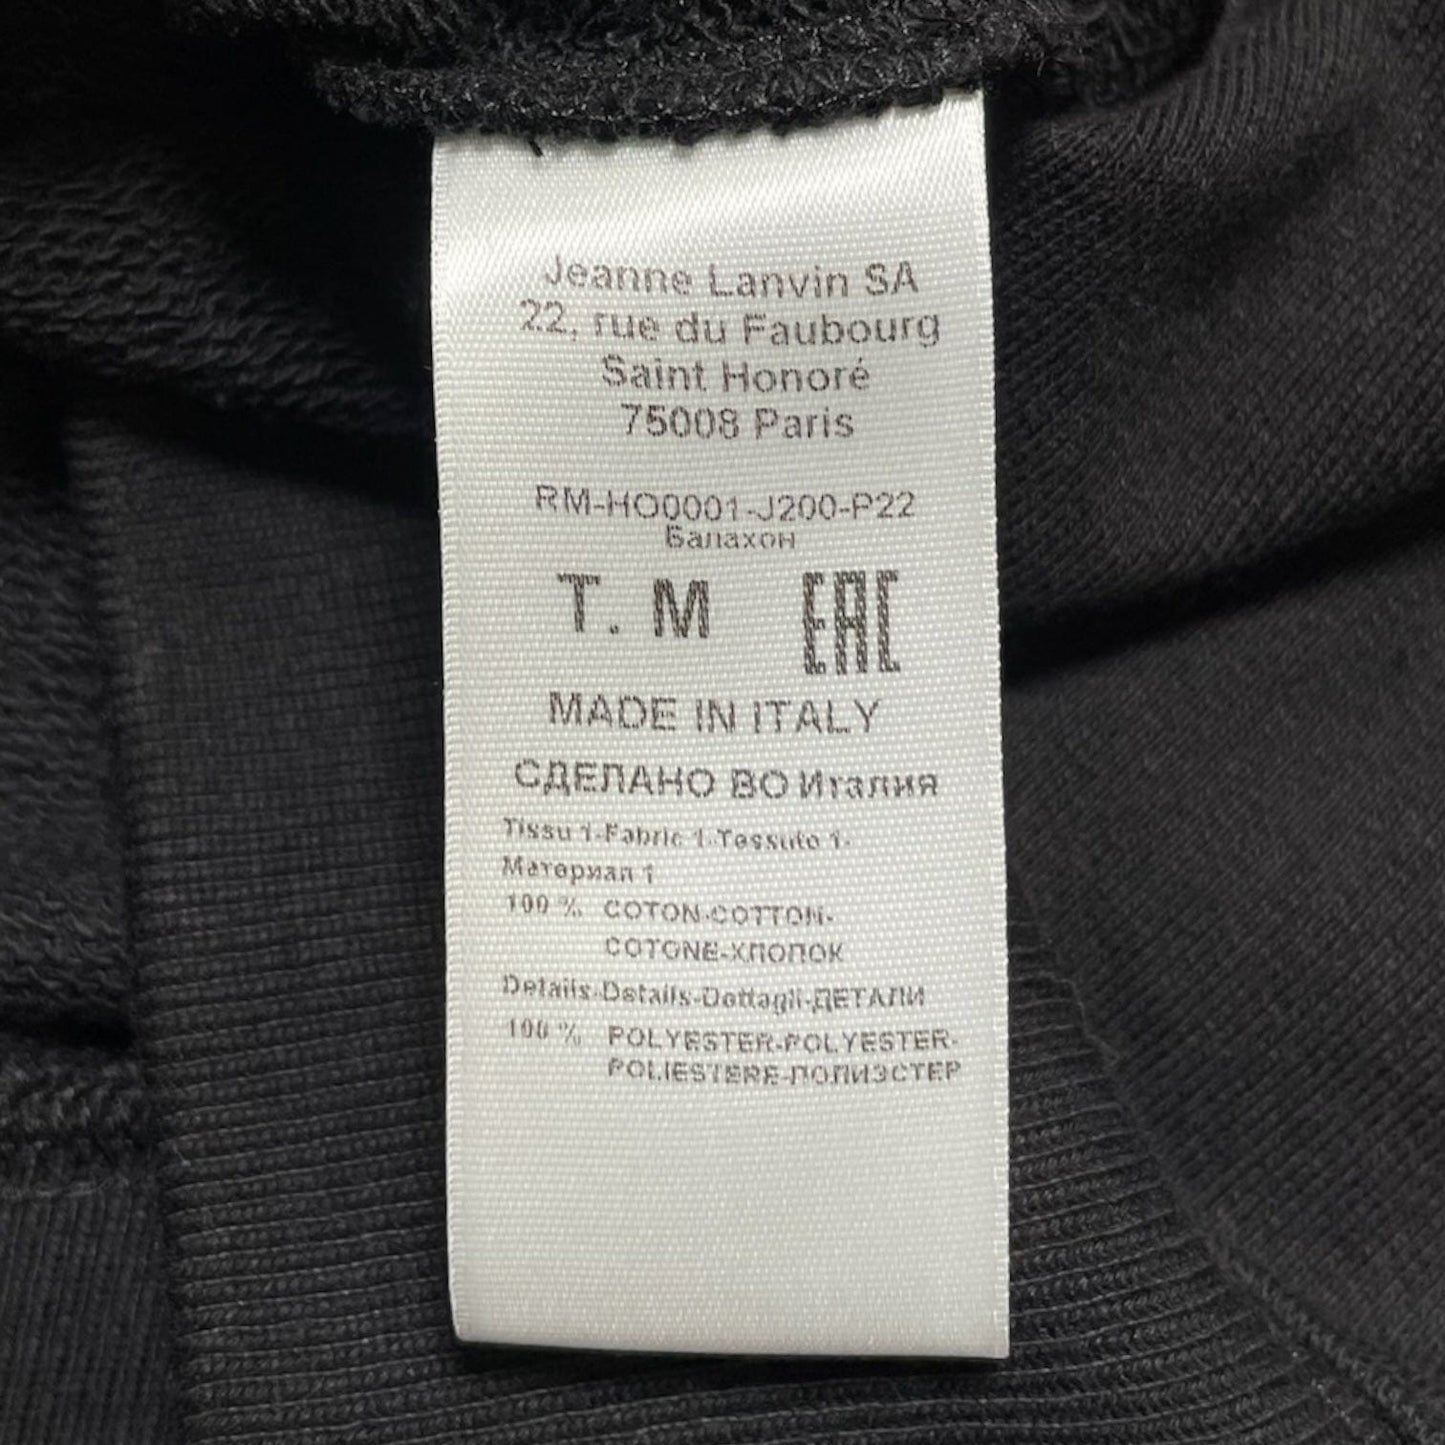 Jeanne Lanvin SA
22, rue du Faubourg
Saint Honoré
75008 Paris
RM-HO0001-J200-P22
Балахон
T. M EAC
MADE IN ITALY
СДЕЛАНО ВО Италия
Tissu 1-Fabric 1-Tessuto 1-
Материал 1
100 % COTON-COTTON-
COTONE-ХЛОПОК
Details-Details-Dettagli-ДЕТАЛИ
100 % POLYESTER-POLYESTER-
POLIESTERE-ПОЛИЭСТЕР